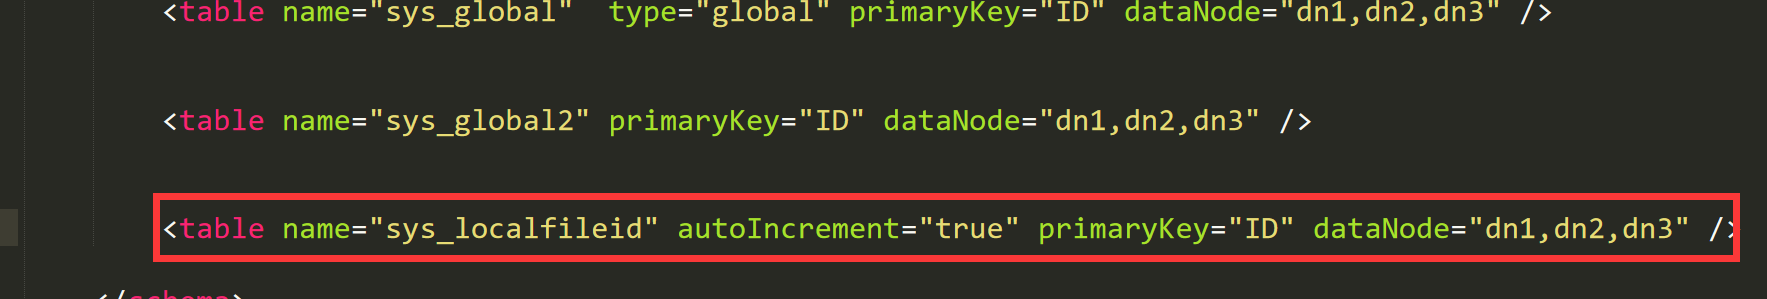 <table name="sys_global"  type="global" primaryKey="ID" dataNode="dn1,dn2,dn3" />
<table name="sys_global2" primaryKey="ID" dataNode="dn1,dn2,dn3" />
<table name="sys_localfileid" autoIncrement="true" primaryKey="ID" dataNode="dn1,dn2,dn3" />
</schema>